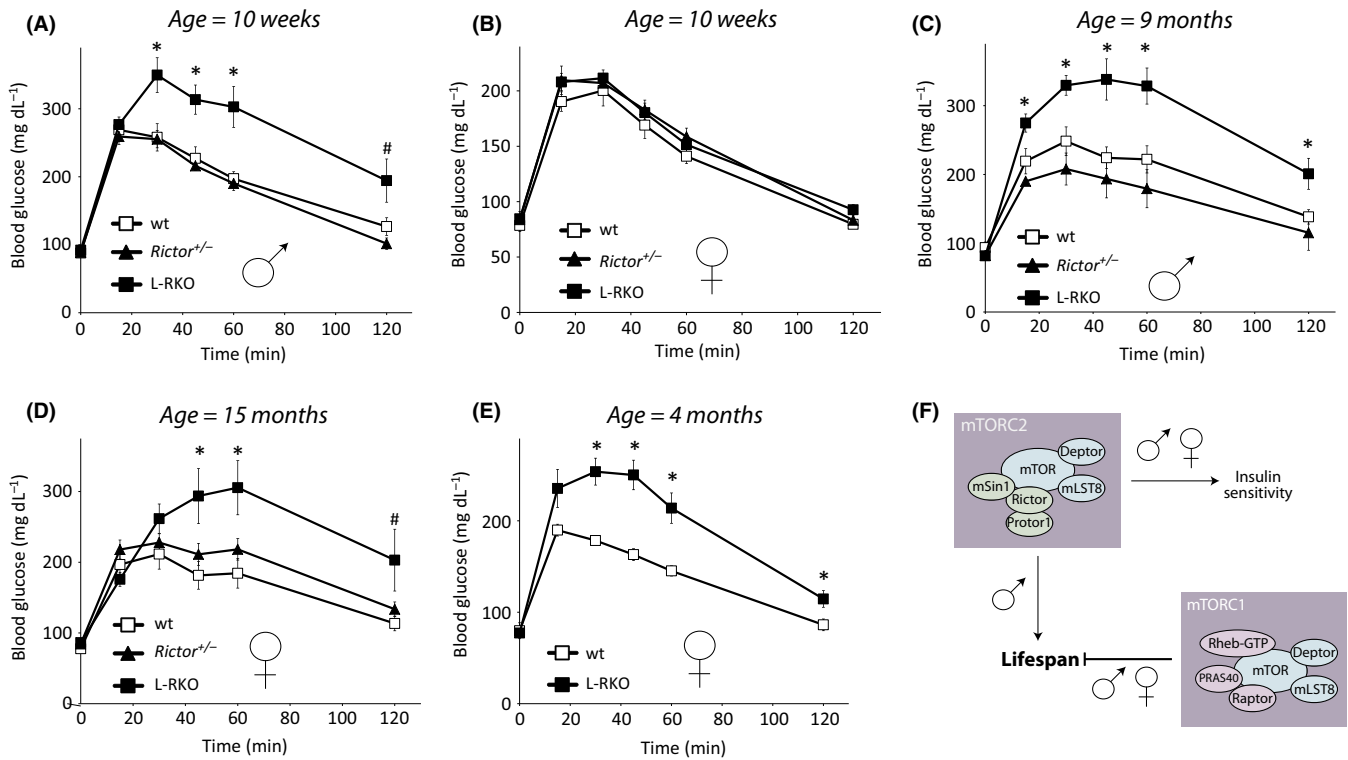 (A)
Age = 10 weeks
Blood glucose (mg dL⁻¹)
300
200
100
0
*
*
*
#
wt
Rictor⁺/⁻
L-RKO
0
20
40
60
80
100
120
Time (min)
(B)
Age = 10 weeks
Blood glucose (mg dL⁻¹)
200
150
100
50
0
wt
Rictor⁺/⁻
L-RKO
0
20
40
60
80
100
120
Time (min)
(C)
Age = 9 months
Blood glucose (mg dL⁻¹)
300
200
100
0
*
*
*
*
*
wt
Rictor⁺/⁻
L-RKO
0
20
40
60
80
100
120
Time (min)
(D)
Age = 15 months
Blood glucose (mg dL⁻¹)
300
200
100
0
*
*
#
wt
Rictor⁺/⁻
L-RKO
0
20
40
60
80
100
120
Time (min)
(E)
Age = 4 months
Blood glucose (mg dL⁻¹)
200
100
0
*
*
*
*
wt
L-RKO
0
20
40
60
80
100
120
Time (min)
(F)
mTORC2
Deptor
mTOR
mSin1
mLST8
Rictor
Protor1
Insulin
sensitivity
Lifespan
mTORC1
Rheb-GTP
Deptor
mTOR
PRAS40
mLST8
Raptor